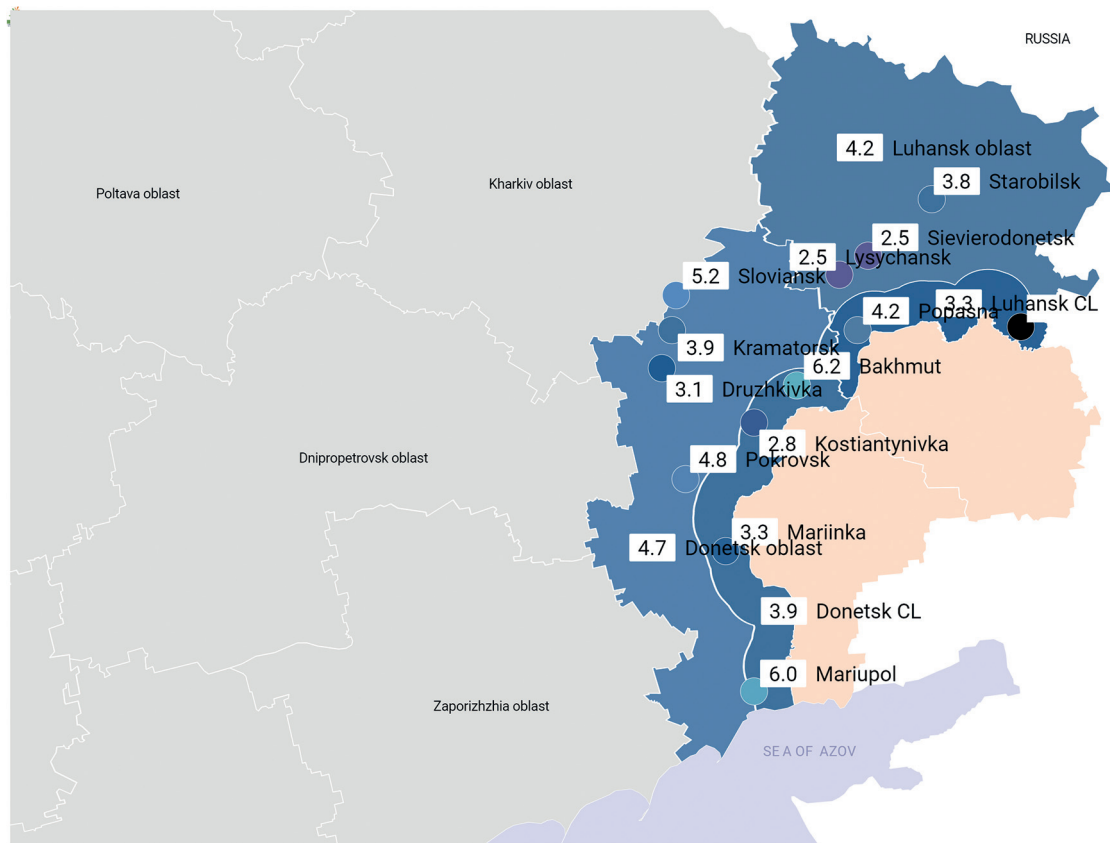 RUSSIA
4.2 Luhansk oblast
3.8 Starobilsk
Poltava oblast
Kharkiv oblast
2.5 Sievierodonetsk
2.5 Lysychansk
5.2 Sloviansk
3.3 Luhansk CL
4.2 Popasna
3.9 Kramatorsk
6.2 Bakhmut
3.1 Druzhkivka
2.8 Kostiantynivka
Dnipropetrovsk oblast
4.8 Pokrovsk
3.3 Mariinka
4.7 Donetsk oblast
3.9 Donetsk CL
6.0 Mariupol
Zaporizhzhia oblast
SEA OF AZOV